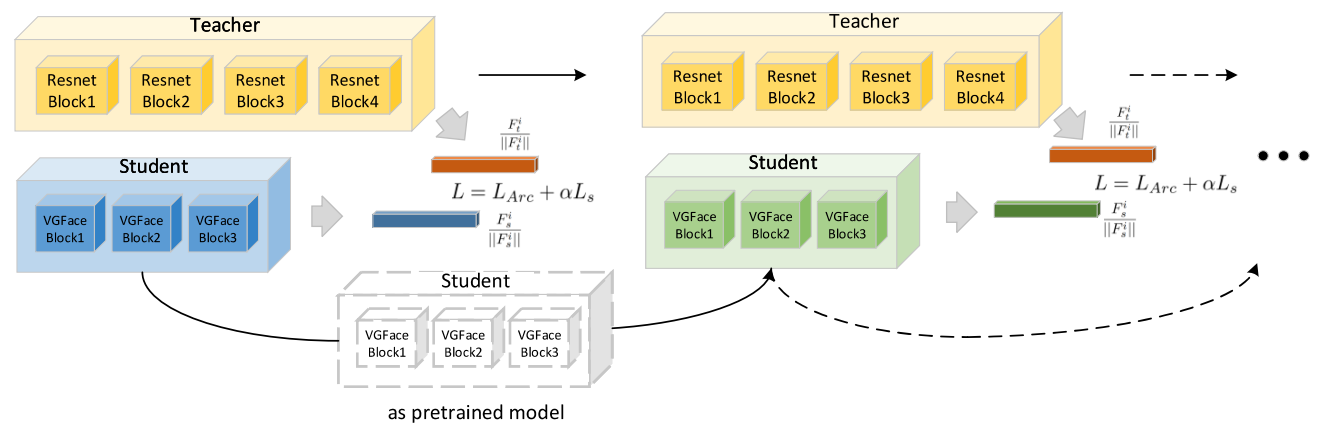 Teacher
Resnet
Block1
Resnet
Block2
Resnet
Block3
Resnet
Block4
$\frac{F_t^i}{||F_t^i||}$
Student
VGFace
Block1
VGFace
Block2
VGFace
Block3
$L = L_{Arc} + \alpha L_s$
$\frac{F_s^i}{||F_s^i||}$
Student
VGFace
Block1
VGFace
Block2
VGFace
Block3
as pretrained model
Teacher
Resnet
Block1
Resnet
Block2
Resnet
Block3
Resnet
Block4
$\frac{F_t^i}{||F_t^i||}$
Student
VGFace
Block1
VGFace
Block2
VGFace
Block3
$L = L_{Arc} + \alpha L_s$
$\frac{F_s^i}{||F_s^i||}$